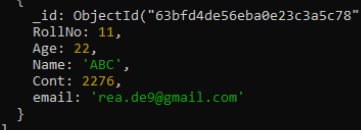 {
_id: ObjectId("63bfd4de56eba0e23c3a5c78"
RollNo: 11,
Age: 22,
Name: 'ABC',
Cont: 2276,
email: 'rea.de9@gmail.com'
}
]